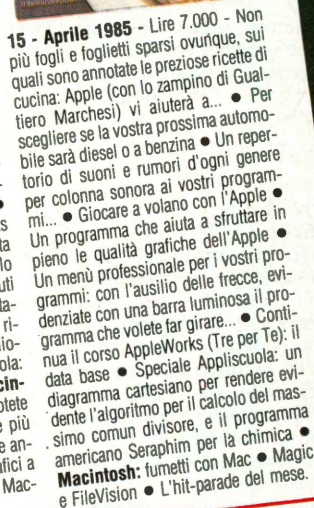 15 - Aprile 1985 - Lire 7.000 - Non
più fogli e foglietti sparsi ovunque, sui
quali sono annotate le preziose ricette di
cucina: Apple (con lo zampino di Gual-
tiero Marchesi) vi aiuterà a... ● Per
scegliere se la vostra prossima automo-
bile sarà diesel o a benzina ● Un reper-
torio di suoni e rumori d'ogni genere
per colonna sonora ai vostri program-
mi... ● Giocare a volano con l'Apple ●
Un programma che aiuta a sfruttare in
pieno le qualità grafiche dell'Apple ●
Un menù professionale per i vostri pro-
grammi: con l'ausilio delle frecce, evi-
denziate con una barra luminosa il pro-
gramma che volete far girare... ● Conti-
nua il corso AppleWorks (Tre per Te): il
data base ● Speciale Appliscuola: un
diagramma cartesiano per rendere evi-
dente l'algoritmo per il calcolo del mas-
simo comun divisore, e il programma
americano Seraphim per la chimica ●
Macintosh: fumetti con Mac ● Magic
e FileVision ● L'hit-parade del mese.